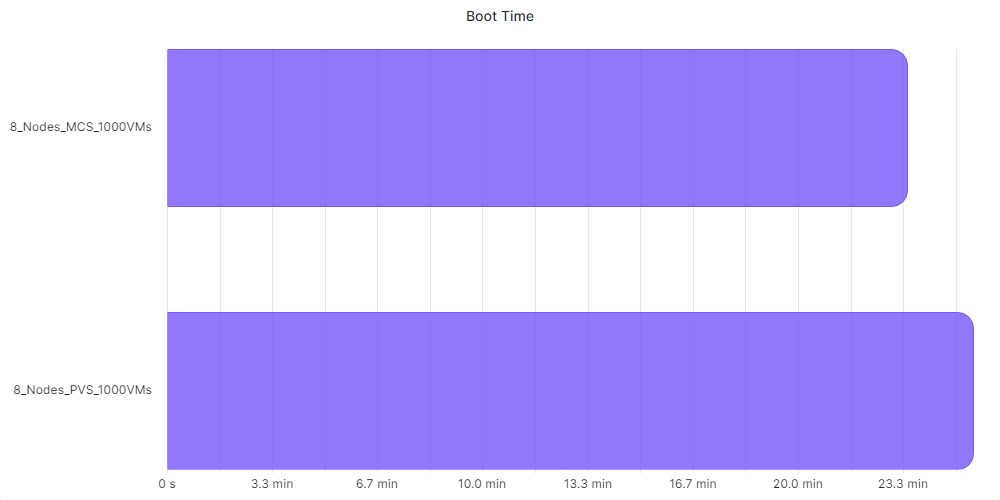 Boot Time
8_Nodes_MCS_1000VMs
8_Nodes_PVS_1000VMs
0 s 3.3 min 6.7 min 10.0 min 13.3 min 16.7 min 20.0 min 23.3 min